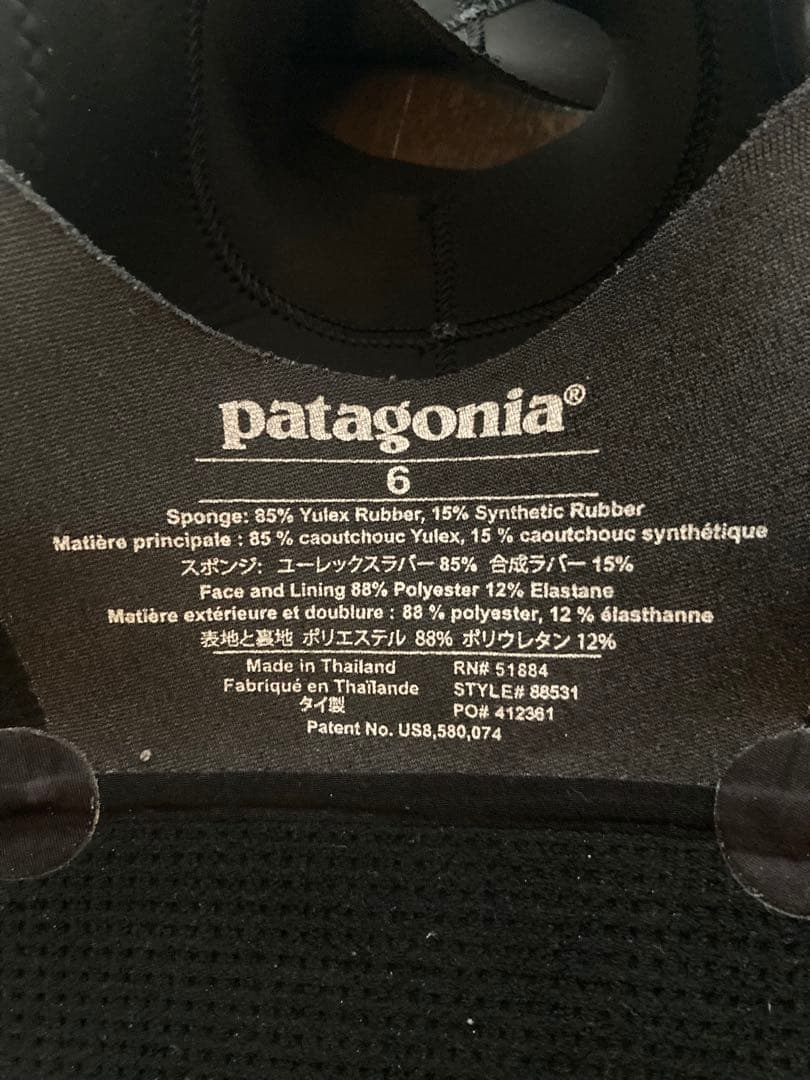 patagonia®
6
Sponge: 85% Yulex Rubber, 15% Synthetic Rubber
Matière principale : 85 % caoutchouc Yulex, 15 % caoutchouc synthétique
スポンジ: ユーレックスラバー 85% 合成ラバー 15%
Face and Lining 88% Polyester 12% Elastane
Matière extérieure et doublure : 88 % polyester, 12 % élasthanne
表地と裏地 ポリエステル 88% ポリウレタン 12%
Made in Thailand
Fabriqué en Thaïlande
タイ製
RN# 51884
STYLE# 88531
PO# 412361
Patent No. US8,580,074